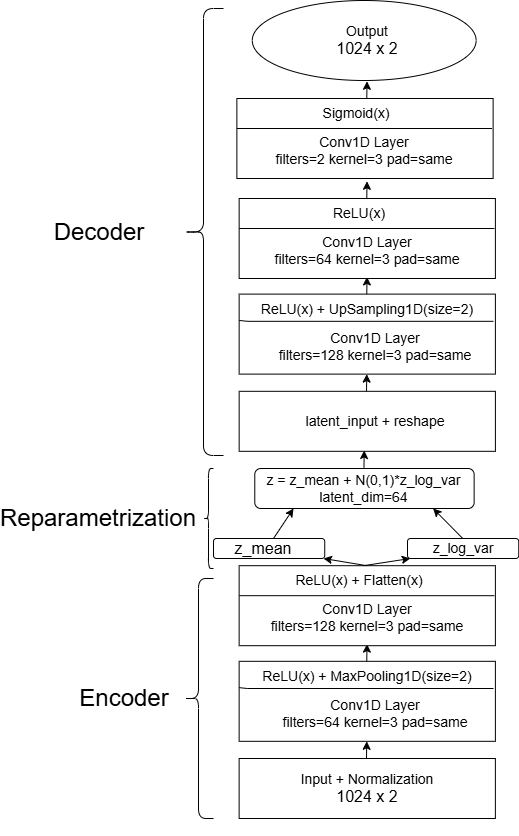 Output
1024 x 2
Sigmoid(x)
Conv1D Layer
filters=2 kernel=3 pad=same
ReLU(x)
Decoder
Conv1D Layer
filters=64 kernel=3 pad=same
ReLU(x) + UpSampling1D(size=2)
Conv1D Layer
filters=128 kernel=3 pad=same
latent_input + reshape
z = z_mean + N(0,1)*z_log_var
latent_dim=64
Reparametrization
z_mean
z_log_var
ReLU(x) + Flatten(x)
Conv1D Layer
filters=128 kernel=3 pad=same
ReLU(x) + MaxPooling1D(size=2)
Encoder
Conv1D Layer
filters=64 kernel=3 pad=same
Input + Normalization
1024 x 2